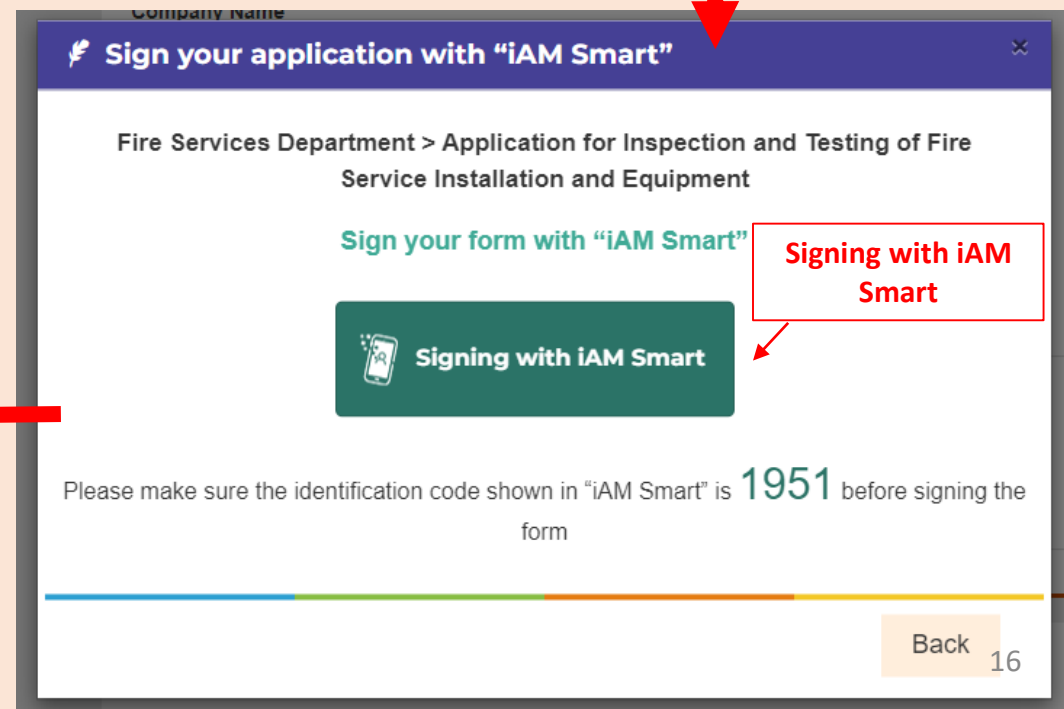 Company Name
Sign your application with “iAM Smart”
×
Fire Services Department > Application for Inspection and Testing of Fire
Service Installation and Equipment
Sign your form with “iAM Smart”
Signing with iAM
Smart
Signing with iAM Smart
Please make sure the identification code shown in “iAM Smart” is 1951 before signing the
form
Back
16